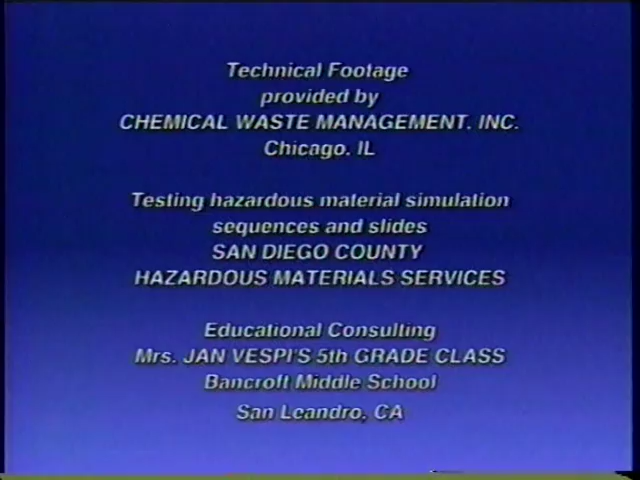 Technical Footage
provided by
CHEMICAL WASTE MANAGEMENT, INC.
Chicago, IL
Testing hazardous material simulation
sequences and slides
SAN DIEGO COUNTY
HAZARDOUS MATERIALS SERVICES
Educational Consulting
Mrs. JAN VESPI'S 5th GRADE CLASS
Bancroft Middle School
San Leandro, CA